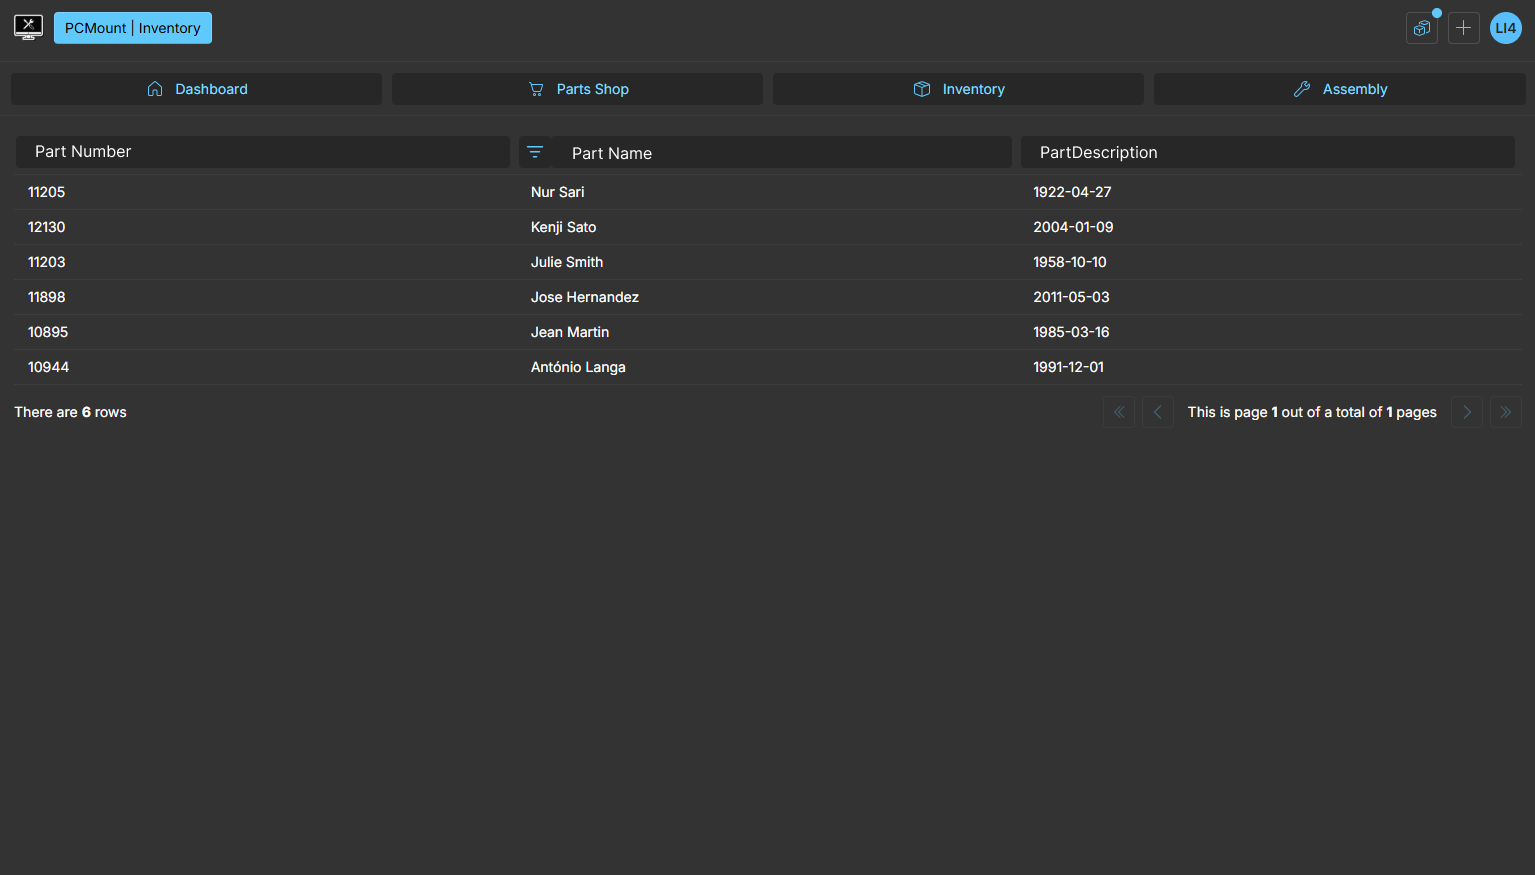 PCMount | Inventory
LI4
Dashboard
Parts Shop
Inventory
Assembly
Part Number
Part Name
PartDescription
11205
Nur Sari
1922-04-27
12130
Kenji Sato
2004-01-09
11203
Julie Smith
1958-10-10
11898
Jose Hernandez
2011-05-03
10895
Jean Martin
1985-03-16
10944
António Langa
1991-12-01
There are 6 rows
This is page 1 out of a total of 1 pages